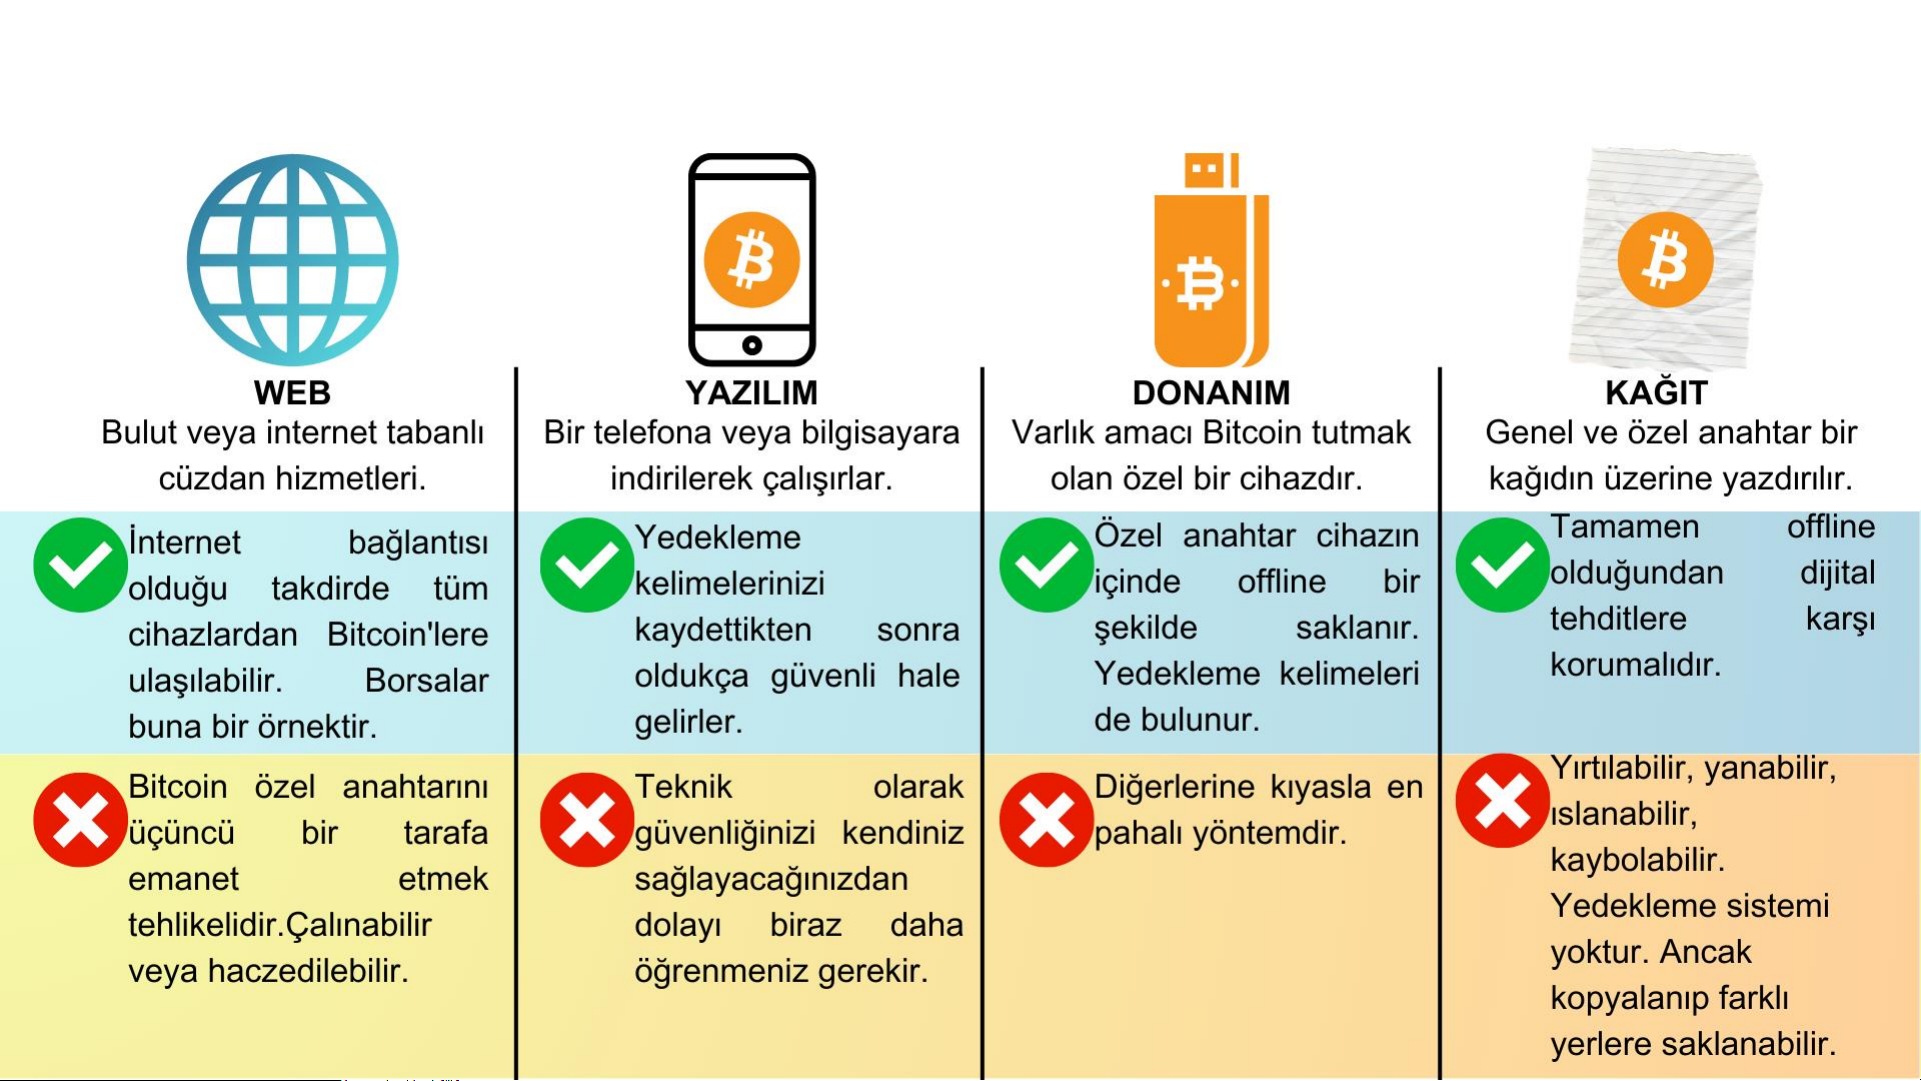 WEB
Bulut veya internet tabanlı
cüzdan hizmetleri.
İnternet bağlantısı
olduğu takdirde tüm
cihazlardan Bitcoin'lere
ulaşılabilir. Borsalar
buna bir örnektir.
Bitcoin özel anahtarını
üçüncü bir tarafa
emanet etmek
tehlikelidir.Çalınabilir
veya haczedilebilir.
YAZILIM
Bir telefona veya bilgisayara
indirilerek çalışırlar.
Yedekleme
kelimelerinizi
kaydettikten sonra
oldukça güvenli hale
gelirler.
Teknik olarak
güvenliğinizi kendiniz
sağlayacağınızdan
dolayı biraz daha
öğrenmeniz gerekir.
DONANIM
Varlık amacı Bitcoin tutmak
olan özel bir cihazdır.
Özel anahtar cihazın
içinde offline bir
şekilde saklanır.
Yedekleme kelimeleri
de bulunur.
Diğerlerine kıyasla en
pahalı yöntemdir.
KAĞIT
Genel ve özel anahtar bir
kağıdın üzerine yazdırılır.
Tamamen offline
olduğundan dijital
tehditlere karşı
korumalıdır.
Yırtılabilir, yanabilir,
ıslanabilir,
kaybolabilir.
Yedekleme sistemi
yoktur. Ancak
kopyalanıp farklı
yerlere saklanabilir.